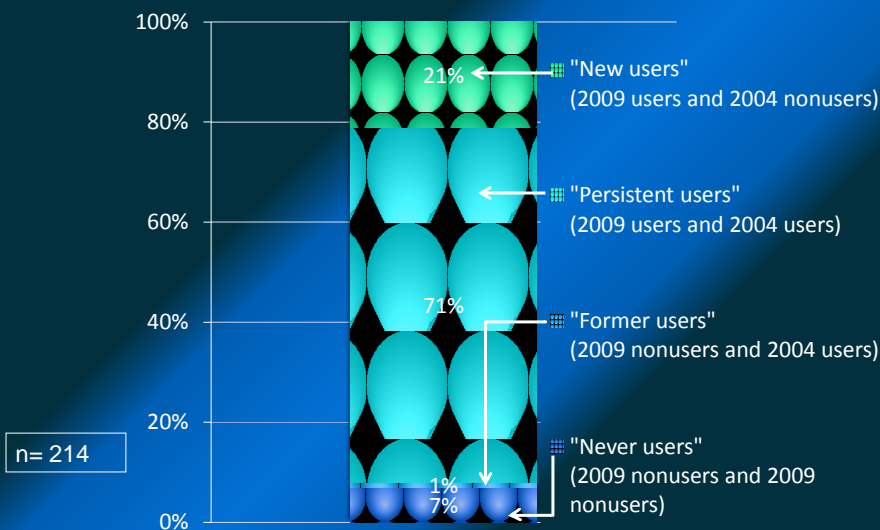 100%
80%
60%
40%
20%
0%
21%
71%
1%
7%
"New users"
(2009 users and 2004 nonusers)
"Persistent users"
(2009 users and 2004 users)
"Former users"
(2009 nonusers and 2004 users)
"Never users"
(2009 nonusers and 2009
nonusers)
n= 214